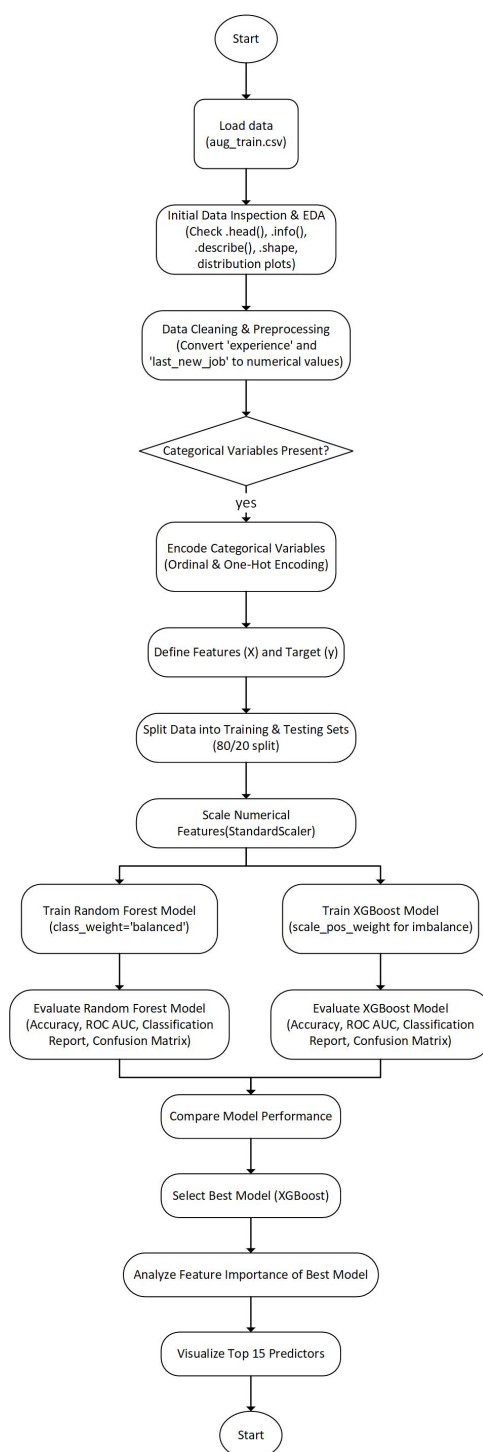 Start
Load data
(aug_train.csv)
Initial Data Inspection & EDA
(Check .head(), .info(),
.describe(), .shape,
distribution plots)
Data Cleaning & Preprocessing
(Convert 'experience' and
'last_new_job' to numerical values)
Categorical Variables Present?
yes
Encode Categorical Variables
(Ordinal & One-Hot Encoding)
Define Features (X) and Target (y)
Split Data into Training & Testing Sets
(80/20 split)
Scale Numerical
Features(StandardScaler)
Train Random Forest Model
(class_weight='balanced')
Train XGBoost Model
(scale_pos_weight for imbalance)
Evaluate Random Forest Model
(Accuracy, ROC AUC, Classification
Report, Confusion Matrix)
Evaluate XGBoost Model
(Accuracy, ROC AUC, Classification
Report, Confusion Matrix)
Compare Model Performance
Select Best Model (XGBoost)
Analyze Feature Importance of Best Model
Visualize Top 15 Predictors
Start